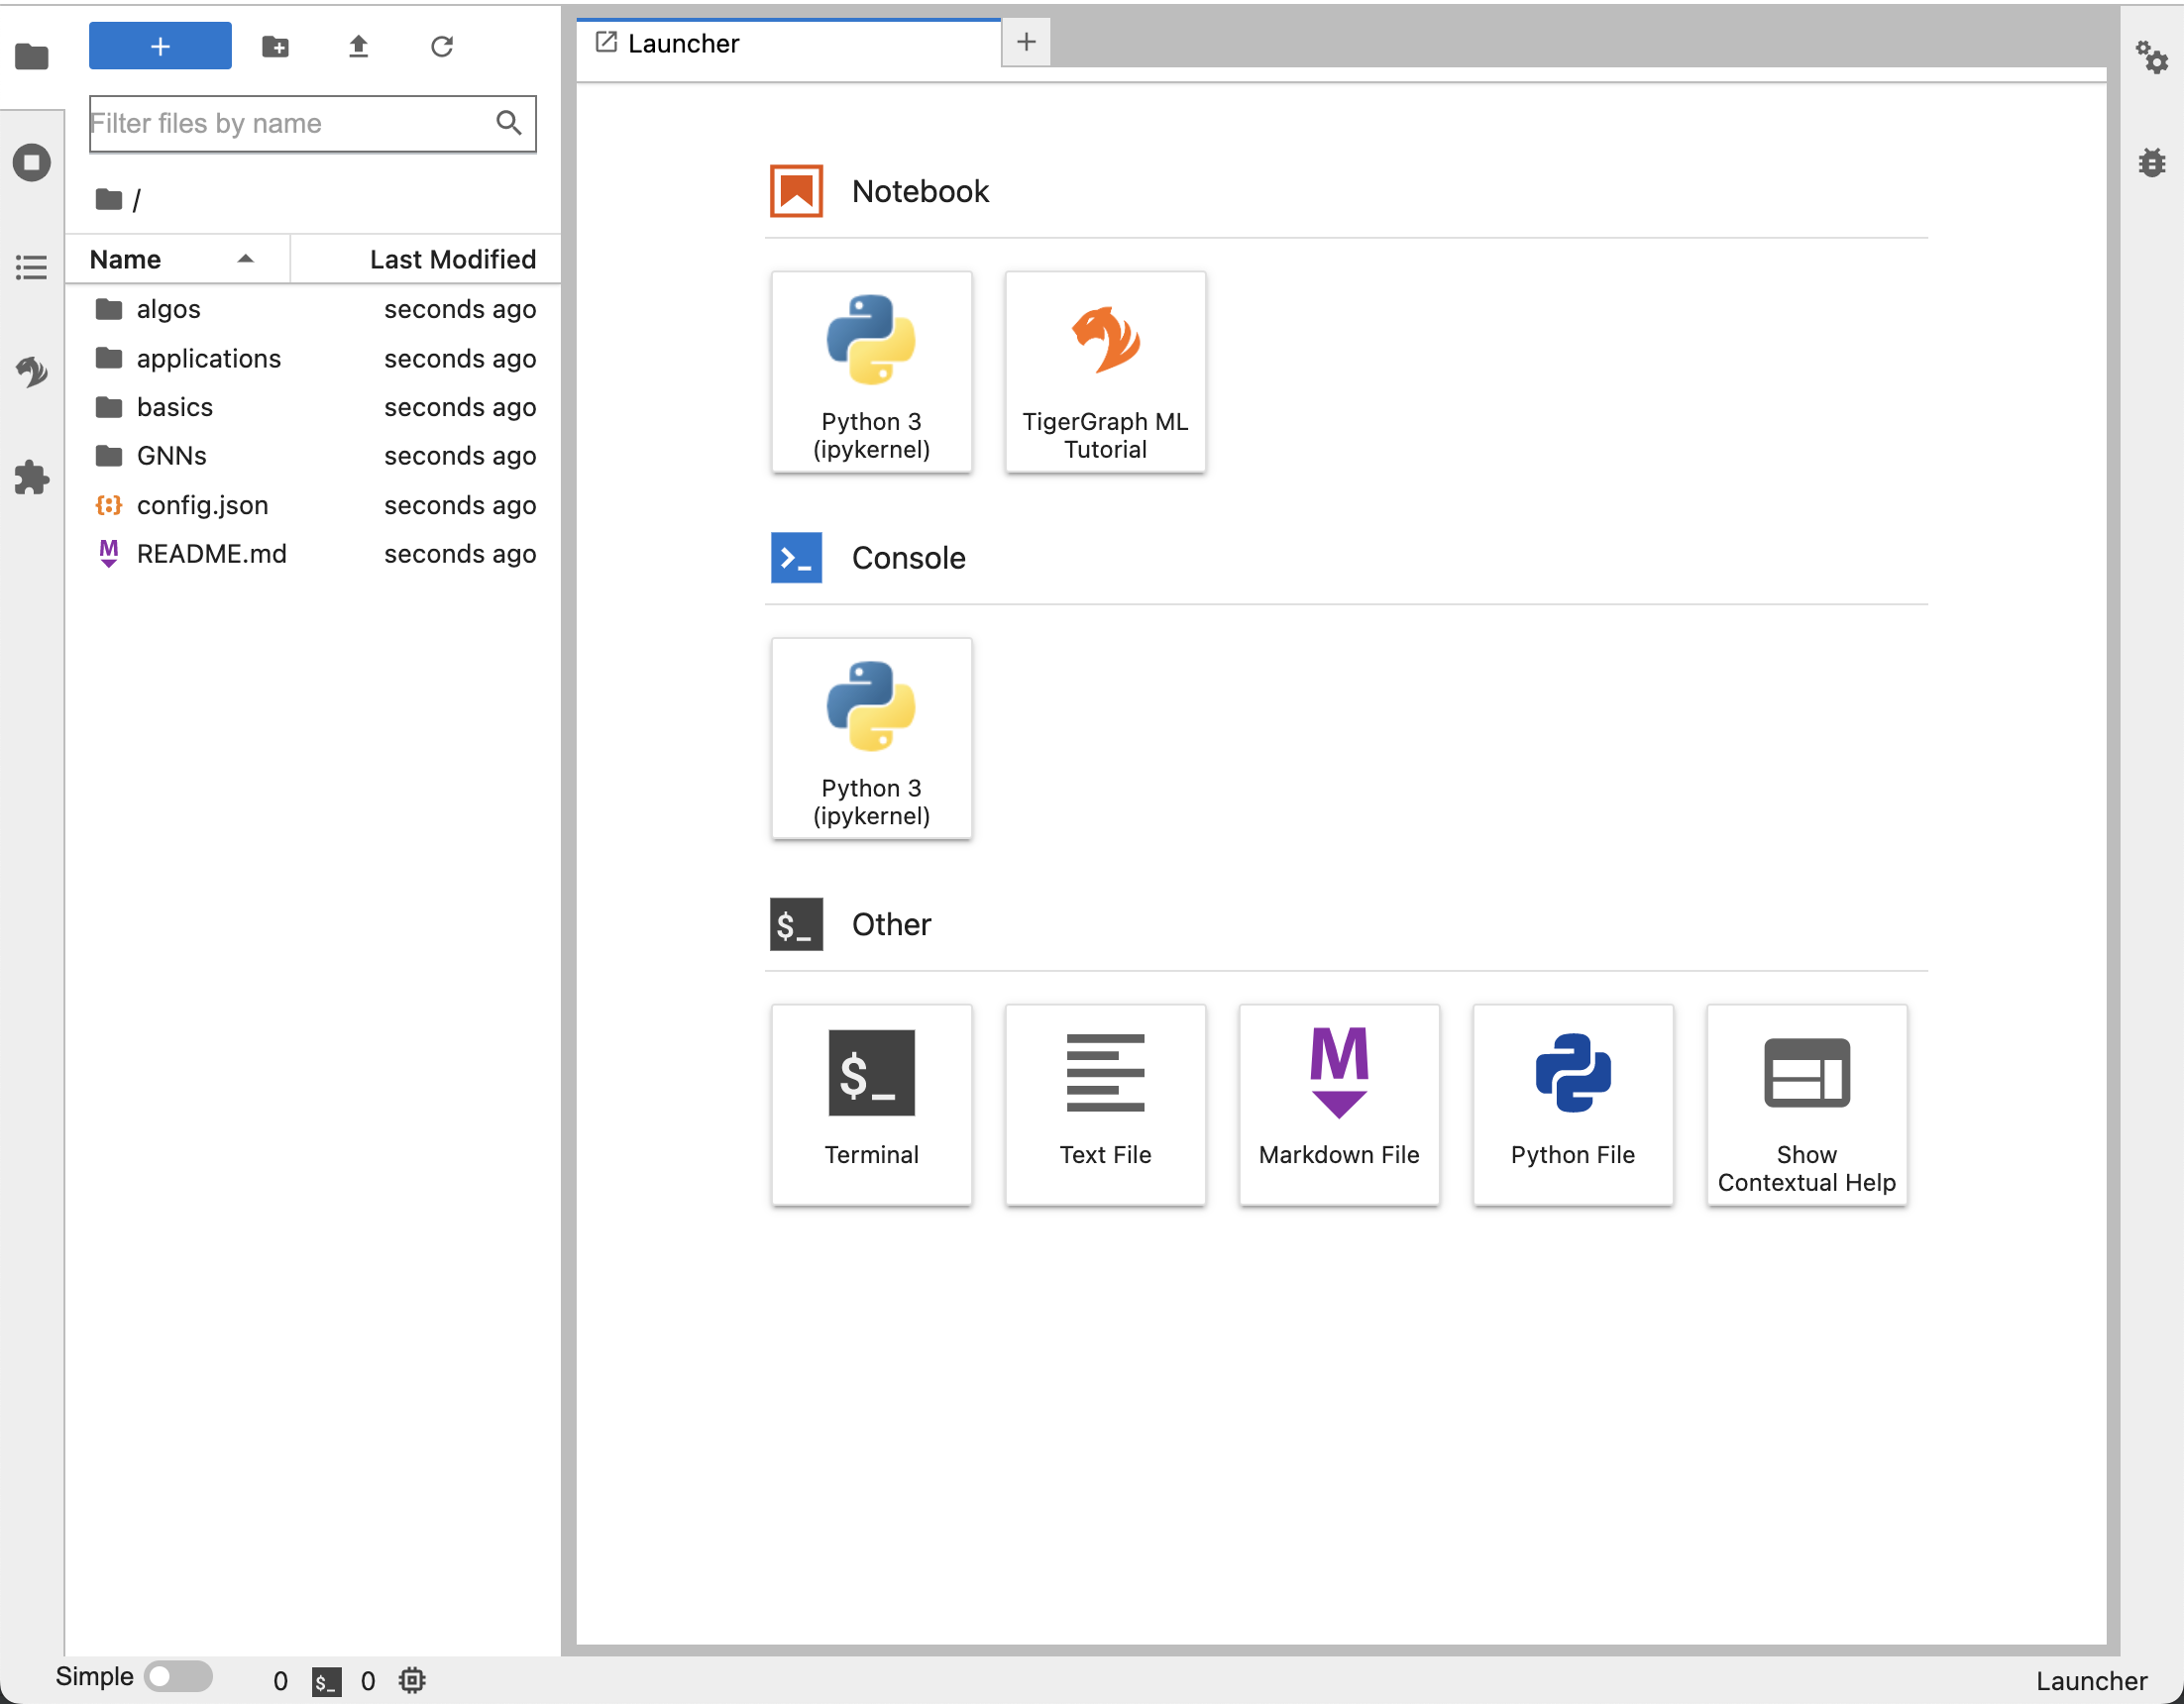 Launcher
Filter files by name
/
Name Last Modified
algos seconds ago
applications seconds ago
basics seconds ago
GNNs seconds ago
config.json seconds ago
README.md seconds ago
Notebook
Python 3
(ipykernel)
TigerGraph ML
Tutorial
Console
Python 3
(ipykernel)
$_ Other
$_
Terminal
Text File
M
Markdown File
Python File
Show
Contextual Help
Simple 0 $_ 0
Launcher